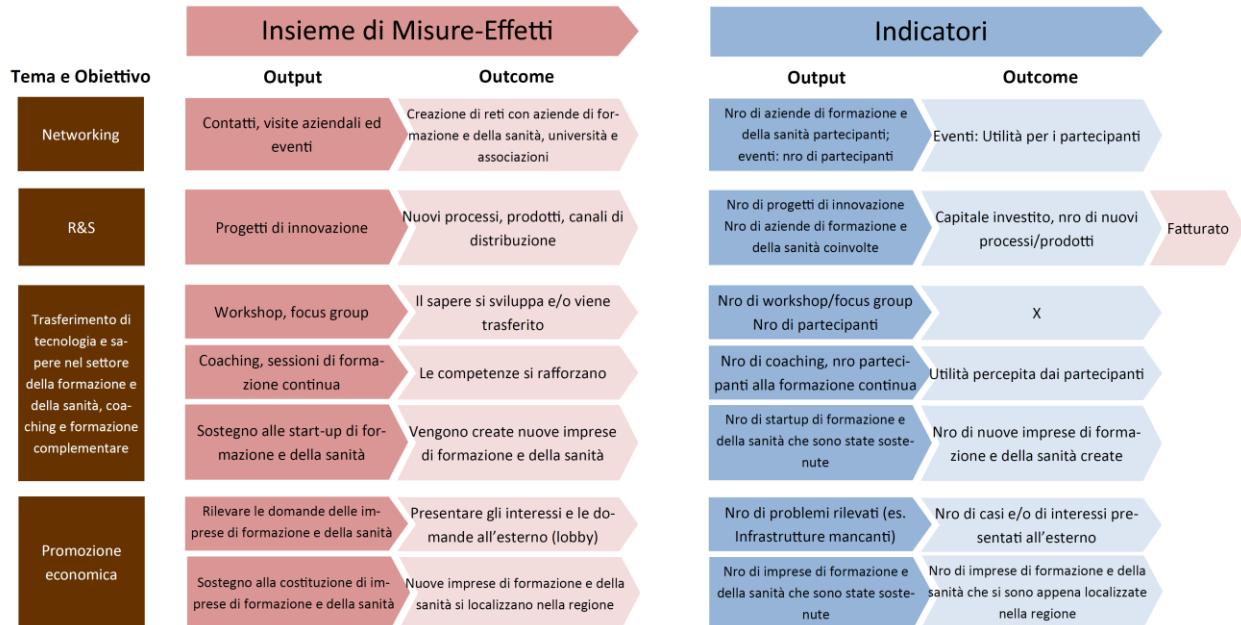 Insieme di Misure-Effetti
Indicatori
Tema e Obiettivo
Output
Outcome
Output
Outcome
Networking
Contatti, visite aziendali ed
eventi
Creazione di reti con aziende di for-
mazione e della sanità, università e
associazioni
Nro di aziende di formazione e
della sanità partecipanti;
eventi: nro di partecipanti
Eventi: Utilità per i partecipanti
R&S
Progetti di innovazione
Nuovi processi, prodotti, canali di
distribuzione
Nro di progetti di innovazione
Nro di aziende di formazione e
della sanità coinvolte
Capitale investito, nro di nuovi
processi/prodotti
Fatturato
Trasferimento di
tecnologia e sa-
pere nel settore
della formazione e
della sanità, coa-
ching e formazione
complementare
Workshop, focus group
Il sapere si sviluppa e/o viene
trasferito
Nro di workshop/focus group
Nro di partecipanti
X
Coaching, sessioni di forma-
zione continua
Le competenze si rafforzano
Nro di coaching, nro parteci-
panti alla formazione continua
Utilità percepita dai partecipanti
Sostegno alle start-up di for-
mazione e della sanità
Vengono create nuove imprese
di formazione e della sanità
Nro di startup di formazione e
della sanità che sono state soste-
nute
Nro di nuove imprese di forma-
zione e della sanità create
Promozione
economica
Rilevare le domande delle im-
prese di formazione e della sanità
Presentare gli interessi e le do-
mande all'esterno (lobby)
Nro di problemi rilevati (es.
Infrastrutture mancanti)
Nro di casi e/o di interessi pre-
sentati all'esterno
Sostegno alla costituzione di im-
prese di formazione e della sanità
Nuove imprese di formazione e della
sanità si localizzano nella regione
Nro di imprese di formazione e
della sanità che sono state soste-
nute
Nro di imprese di formazione e della
sanità che si sono appena localizzate
nella regione